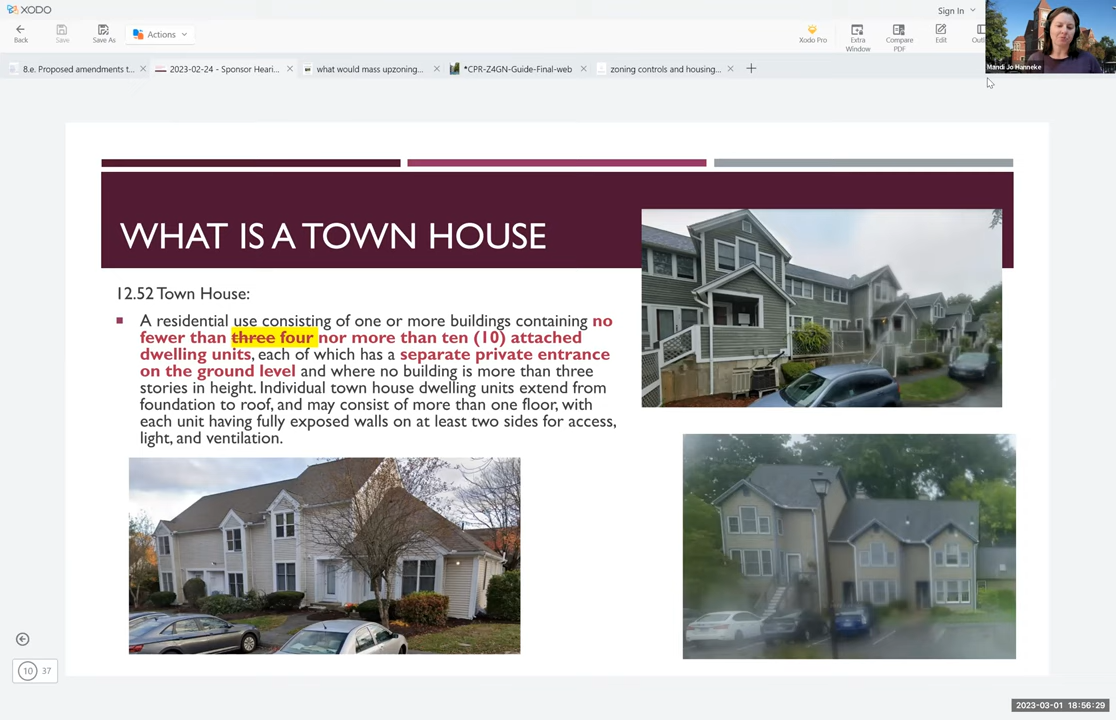 XODO
Sign In
Back
Save
Save As
Actions
Xodo Pro
Extra Window
Compare PDF
Edit
Mandi Jo Hanneke
8.e. Proposed amendments t...
2023-02-24 - Sponsor Heari...
what would mass upzoning...
*CPR-Z4GN-Guide-Final-web
zoning controls and housing...
WHAT IS A TOWN HOUSE
12.52 Town House:
A residential use consisting of one or more buildings containing no
fewer than three four nor more than ten (10) attached
dwelling units, each of which has a separate private entrance
on the ground level and where no building is more than three
stories in height. Individual town house dwelling units extend from
foundation to roof, and may consist of more than one floor, with
each unit having fully exposed walls on at least two sides for access,
light, and ventilation.
10 37
2023-03-01 18:56:29